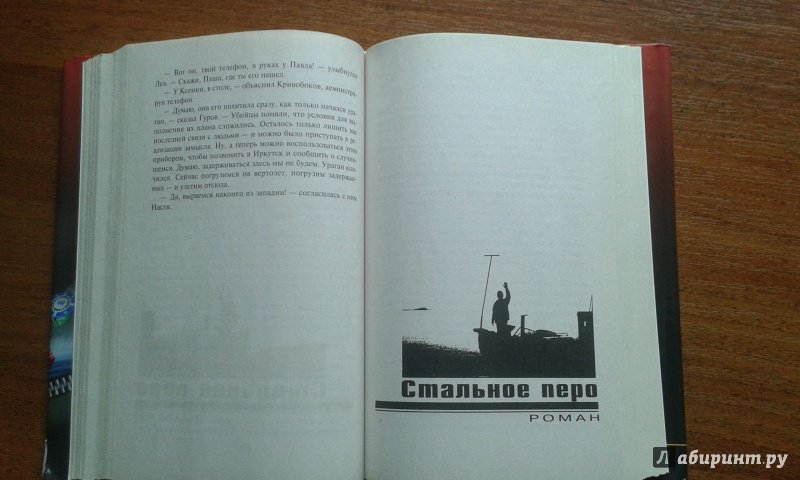 — Вот он, твой телефон, в руках у Павла! — улыбнулся
Лев. — Скажи, Паша, где ты его нашел.
— У Ксении, в столе, — объяснил Кривобоков, демонстри-
руя телефон.
— Думаю, она его похитила сразу, как только начался ура-
ган, — сказал Гуров. — Убийцы поняли, что условия для вы-
полнения их плана сложились. Осталось только лишить нас
последней связи с людьми — и можно было приступать к ре-
ализации замысла. Ну, а теперь можно воспользоваться этим
прибором, чтобы позвонить в Иркутск и сообщить о случив-
шемся. Думаю, задерживаться здесь мы не будем. Ураган кон-
чился. Сейчас погрузимся на вертолет, погрузим задержан-
ных — и улетим отсюда.
— Да, вырвемся наконец из западни! — согласилась с ним
Настя.
Стальное перо
РОМАН
Лабиринт.ру